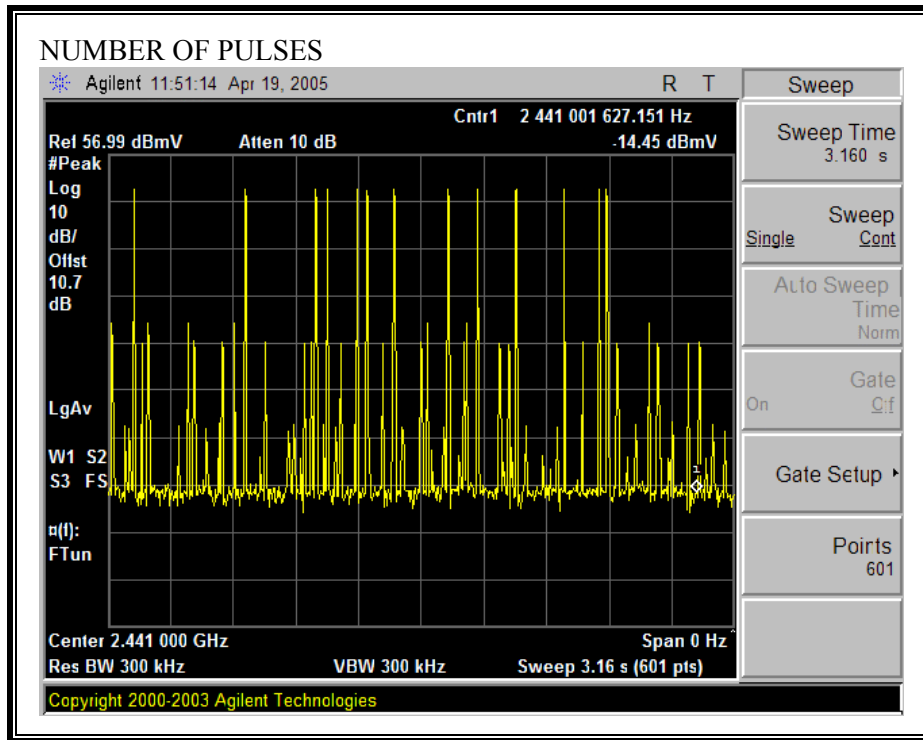 NUMBER OF PULSES
Agilent 11:51:14 Apr 19, 2005 R T
Cntr1 2 441 001 627.151 Hz
Ref 56.99 dBmV Atten 10 dB -14.45 dBmV
#Peak
Log
10
dB/
Offst
10.7
dB
LgAv
W1 S2
S3 FS
¤(f):
FTun
1
Center 2.441 000 GHz Span 0 Hz^
Res BW 300 kHz VBW 300 kHz Sweep 3.16 s (601 pts)
Copyright 2000-2003 Agilent Technologies
Sweep
Sweep Time
3.160 s
Sweep
Single Cont
Auto Sweep
Time
Norm
Gate
On Off
Gate Setup
Points
601